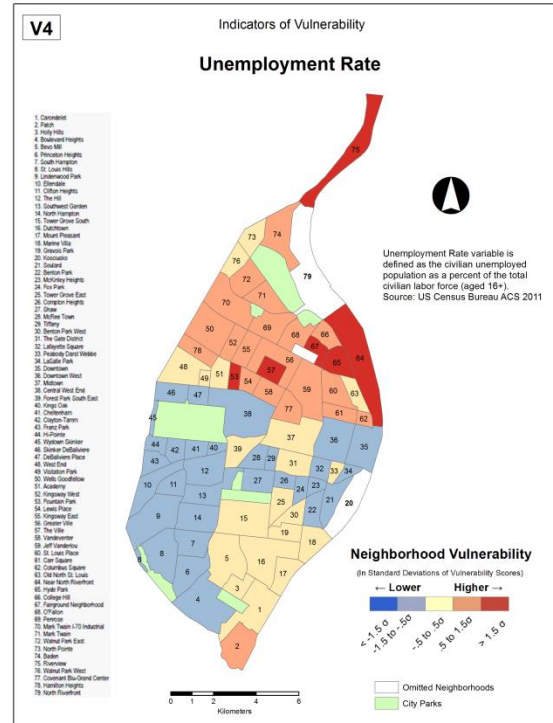 V4
Indicators of Vulnerability
Unemployment Rate
1. Carondelet
2. Patch
3. Holly Hills
4. Boulevard Heights
5. Bevo Mill
6. Princeton Heights
7. South Hampton
8. St. Louis Hills
9. Lindenwood Park
10. Ellendale
11. Clifton Heights
12. The Hill
13. Southwest Garden
14. North Hampton
15. Tower Grove South
16. Dutchtown
17. Mount Pleasant
18. Marine Villa
19. Gravois Park
20. Kosciusko
21. Soulard
22. Benton Park
23. McKinley Heights
24. Fox Park
25. Tower Grove East
26. Compton Heights
27. Shaw
28. McRee Town
29. Tiffany
30. Benton Park West
31. The Gate District
32. Lafayette Square
33. Peabody Darst Webbe
34. LaSalle Park
35. Downtown
36. Downtown West
37. Midtown
38. Central West End
39. Forest Park South East
40. Kings Oak
41. Cheltenham
42. Clayton-Tamm
43. Franz Park
44. Hi-Pointe
45. Wydown Skinker
46. Skinker DeBaliviere
47. DeBaliviere Place
48. West End
49. Visitation Park
50. Wells Goodfellow
51. Academy
52. Kingsway West
53. Fountain Park
54. Lewis Place
55. Kingsway East
56. Greater Ville
57. The Ville
58. Vandeventer
59. Jeff Vanderlou
60. St. Louis Place
61. Carr Square
62. Columbus Square
63. Old North St. Louis
64. Near North Riverfront
65. Hyde Park
66. College Hill
67. Fairground Neighborhood
68. O'Fallon
69. Penrose
70. Mark Twain I-70 Industrial
71. Mark Twain
72. Walnut Park East
73. North Pointe
74. Baden
75. Riverview
76. Walnut Park West
77. Covenant Blu-Grand Center
78. Hamilton Heights
79. North Riverfront
75
74
73
76
79
72
71
70
69
68
66
50
52
55
56
67
65
64
78
57
48
51
53
54
58
59
60
63
49
61
62
46
47
38
77
45
37
36
35
44
42
41
40
39
43
28
29
31
32
34
33
12
10
11
27
26
24
23
21
20
13
25
30
22
9
14
15
19
18
7
5
16
17
8
8
6
3
4
1
2
Unemployment Rate variable is
defined as the civilian unemployed
population as a percent of the total
civilian labor force (aged 16+).
Source: US Census Bureau ACS 2011
Neighborhood Vulnerability
(In Standard Deviations of Vulnerability Scores)
← Lower Higher →
< -1.5 σ
-1.5 to -.5σ
-.5 to .5σ
.5 to 1.5σ
> 1.5 σ
Omitted Neighborhoods
City Parks
0 2 4 6
Kilometers